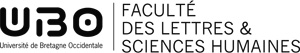 UBO
Université de Bretagne Occidentale
FACULTÉ
DES LETTRES &
SCIENCES HUMAINES